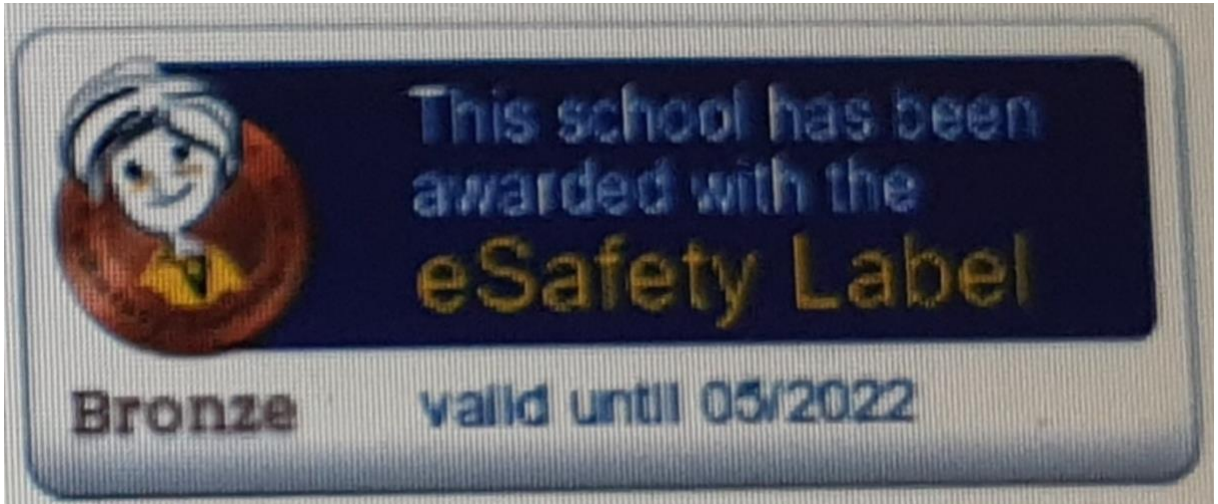 This school has been
awarded with the
eSafety Label
Bronze
valid until 05/2022